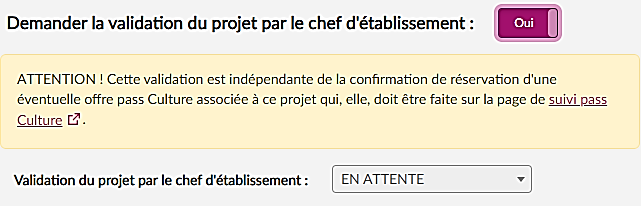 Demander la validation du projet par le chef d'établissement : Oui
ATTENTION ! Cette validation est indépendante de la confirmation de réservation d'une
éventuelle offre pass Culture associée à ce projet qui, elle, doit être faite sur la page de suivi pass
Culture .
Validation du projet par le chef d'établissement : EN ATTENTE